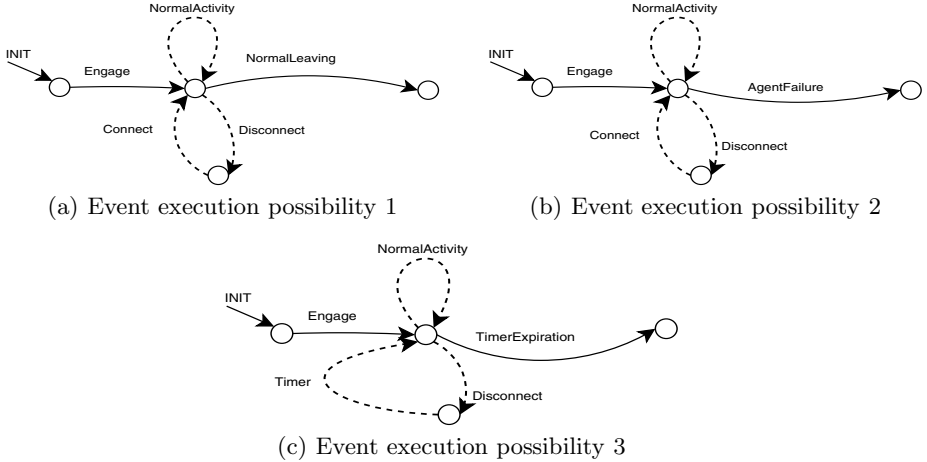 NormalActivity
INIT
Engage
NormalLeaving
Connect
Disconnect
(a) Event execution possibility 1
NormalActivity
INIT
Engage
AgentFailure
Connect
Disconnect
(b) Event execution possibility 2
NormalActivity
INIT
Engage
TimerExpiration
Timer
Disconnect
(c) Event execution possibility 3